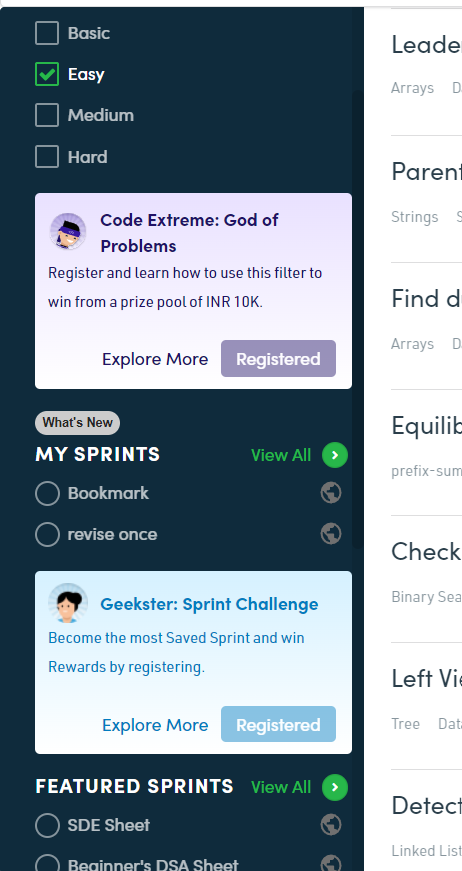 Basic
Easy
Medium
Hard
Code Extreme: God of
Problems
Register and learn how to use this filter to
win from a prize pool of INR 10K.
Explore More Registered
What's New
MY SPRINTS View All
Bookmark
revise once
Geekster: Sprint Challenge
Become the most Saved Sprint and win
Rewards by registering.
Explore More Registered
FEATURED SPRINTS View All
SDE Sheet
Beginner's DSA Sheet
Leade
Arrays
Parent
Strings
Find d
Arrays
Equilib
prefix-sum
Check
Binary Sea
Left Vi
Tree Data
Detect
Linked List